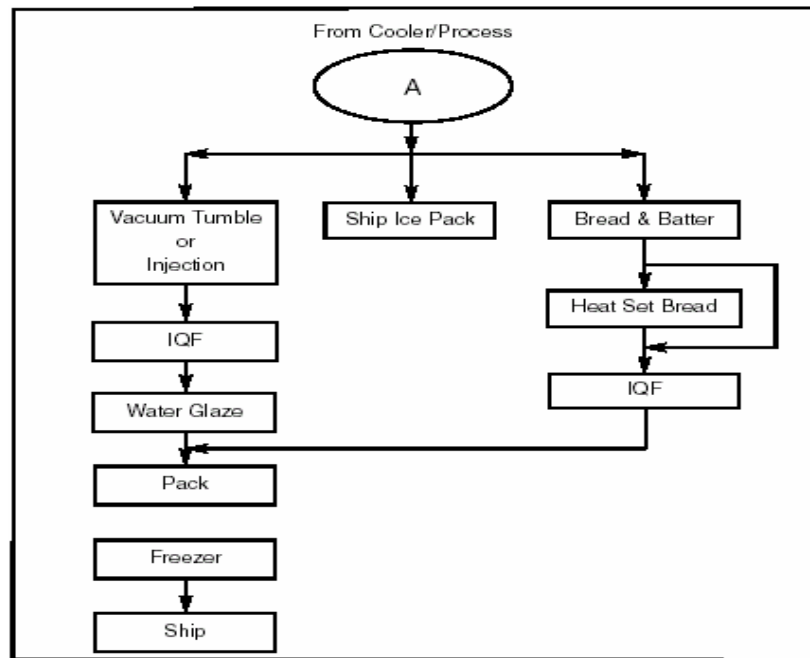 From Cooler/Process
A
Vacuum Tumble
or
Injection
Ship Ice Pack
Bread & Batter
Heat Set Bread
IQF
IQF
Water Glaze
Pack
Freezer
Ship